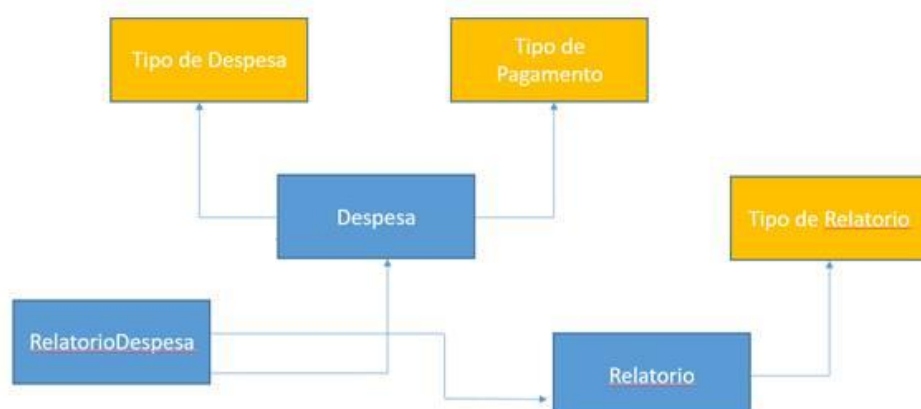 Tipo de Despesa
Tipo de
Pagamento
Despesa
Tipo de Relatorio
RelatorioDespesa
Relatorio